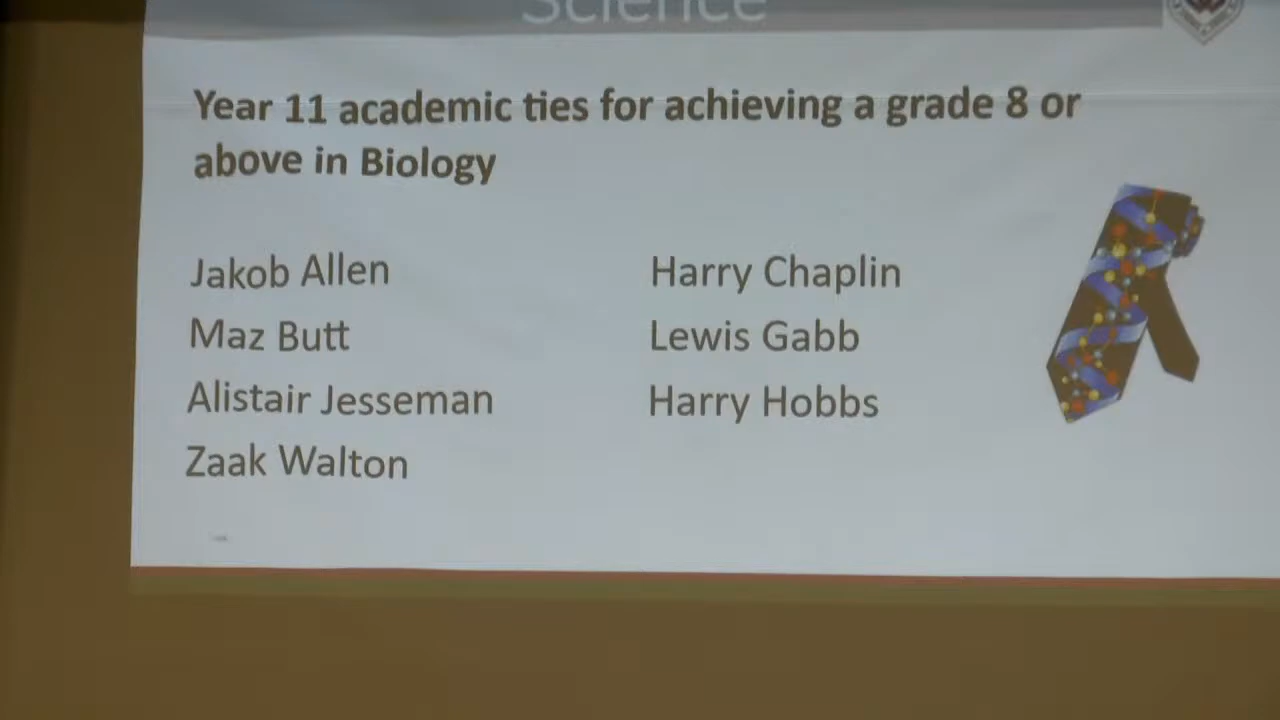 Science
Year 11 academic ties for achieving a grade 8 or
above in Biology
Jakob Allen
Maz Butt
Alistair Jesseman
Zaak Walton
Harry Chaplin
Lewis Gabb
Harry Hobbs